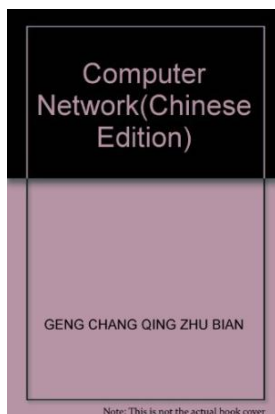 Computer
Network(Chinese
Edition)
GENG CHANG QING ZHU BIAN
Note: This is not the actual book cover